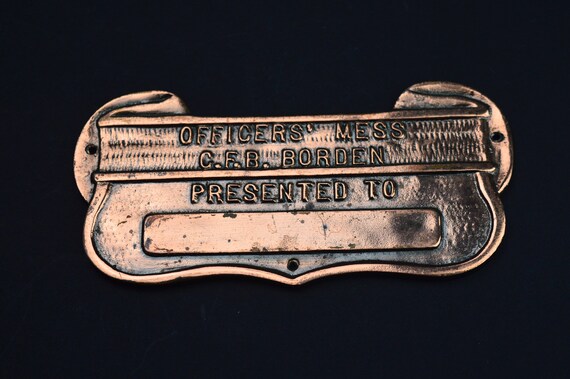 OFFICERS' MESS
C.F.B. BORDEN
PRESENTED TO